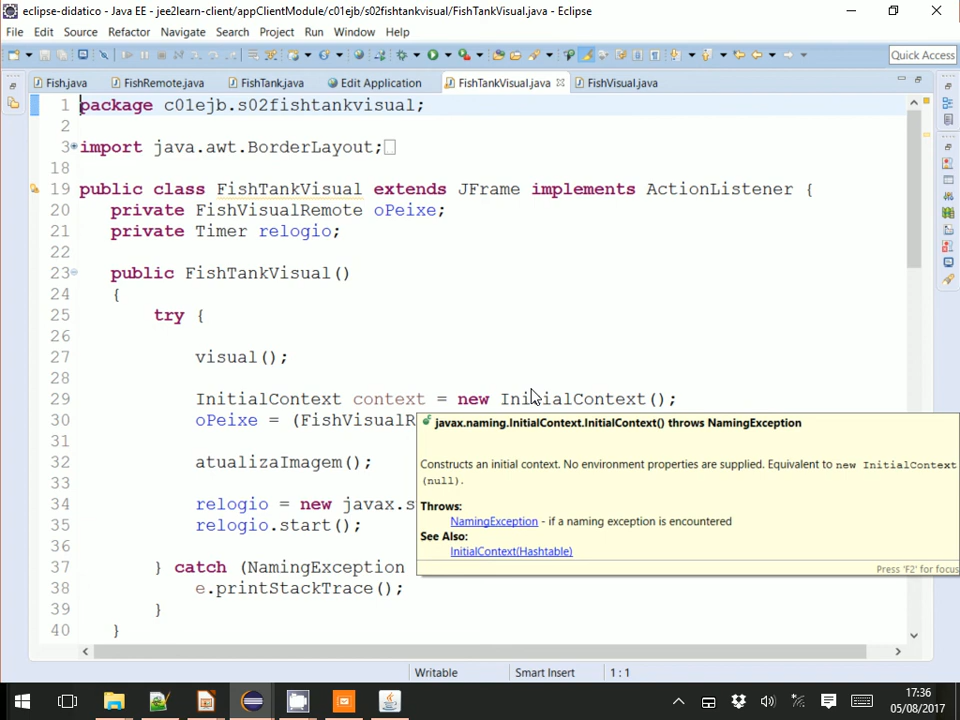 eclipse-didatico - Java EE - jee2learn-client/appClientModule/c01ejb/s02fishtankvisual/FishTankVisual.java - Eclipse
File Edit Source Refactor Navigate Search Project Run Window Help
Quick Access
Fish.java FishRemote.java FishTank.java Edit Application FishTankVisual.java FishVisual.java
1 package c01ejb.s02fishtankvisual;
2
3 import java.awt.BorderLayout;
18
19 public class FishTankVisual extends JFrame implements ActionListener {
20 private FishVisualRemote oPeixe;
21 private Timer relogio;
22
23 public FishTankVisual()
24 {
25 try {
26
27 visual();
28
29 InitialContext context = new InitialContext();
30 oPeixe = (FishVisualR
31
32 atualizaImagem();
33
34 relogio = new javax.s
35 relogio.start();
36
37 } catch (NamingException
38 e.printStackTrace();
39 }
40 }
javax.naming.InitialContext.InitialContext() throws NamingException
Constructs an initial context. No environment properties are supplied. Equivalent to new InitialContext
(null).
Throws:
NamingException - if a naming exception is encountered
See Also:
InitialContext(Hashtable)
Press 'F2' for focus
Writable Smart Insert 1 : 1
17:36
05/08/2017